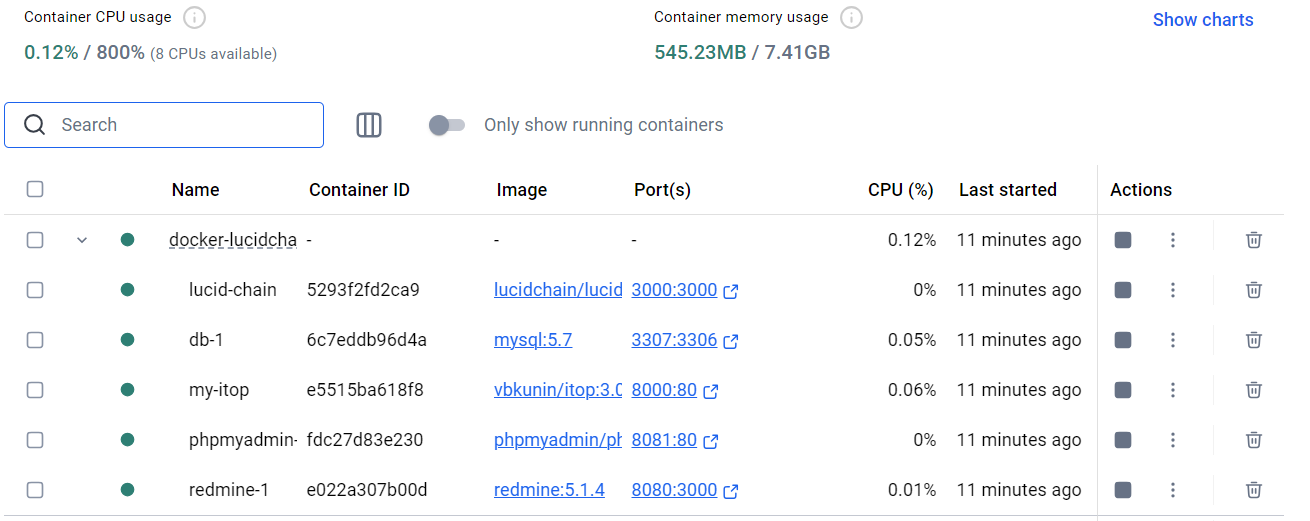 Container CPU usage
Container memory usage
Show charts
0.12% / 800% (8 CPUs available)
545.23MB / 7.41GB
Search
Only show running containers
Name Container ID Image Port(s) CPU (%) Last started Actions
docker-lucidcha - - - 0.12% 11 minutes ago
lucid-chain 5293f2fd2ca9 lucidchain/lucid 3000:3000 0% 11 minutes ago
db-1 6c7eddb96d4a mysql:5.7 3307:3306 0.05% 11 minutes ago
my-itop e5515ba618f8 vbkunin/itop:3.0 8000:80 0.06% 11 minutes ago
phpmyadmin- fdc27d83e230 phpmyadmin/ph 8081:80 0% 11 minutes ago
redmine-1 e022a307b00d redmine:5.1.4 8080:3000 0.01% 11 minutes ago